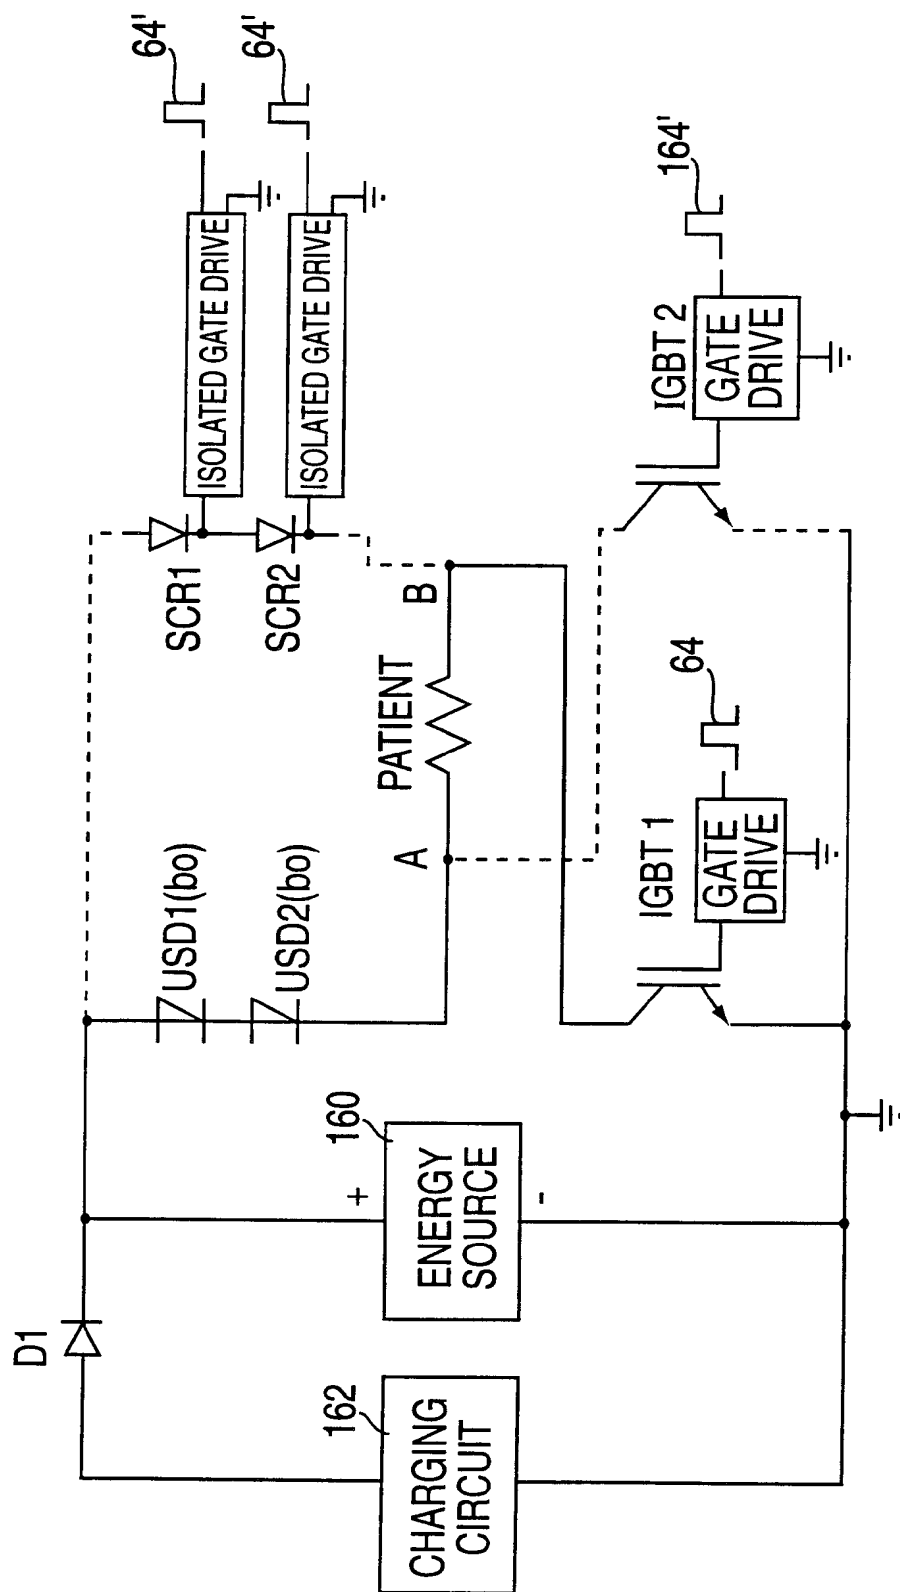 D1
162
CHARGING
CIRCUIT
160
+
ENERGY
SOURCE
-
USD1(bo)
USD2(bo)
A
PATIENT
B
SCR1
SCR2
ISOLATED GATE DRIVE
ISOLATED GATE DRIVE
64'
64'
IGBT 1
GATE
DRIVE
64
IGBT 2
GATE
DRIVE
164'